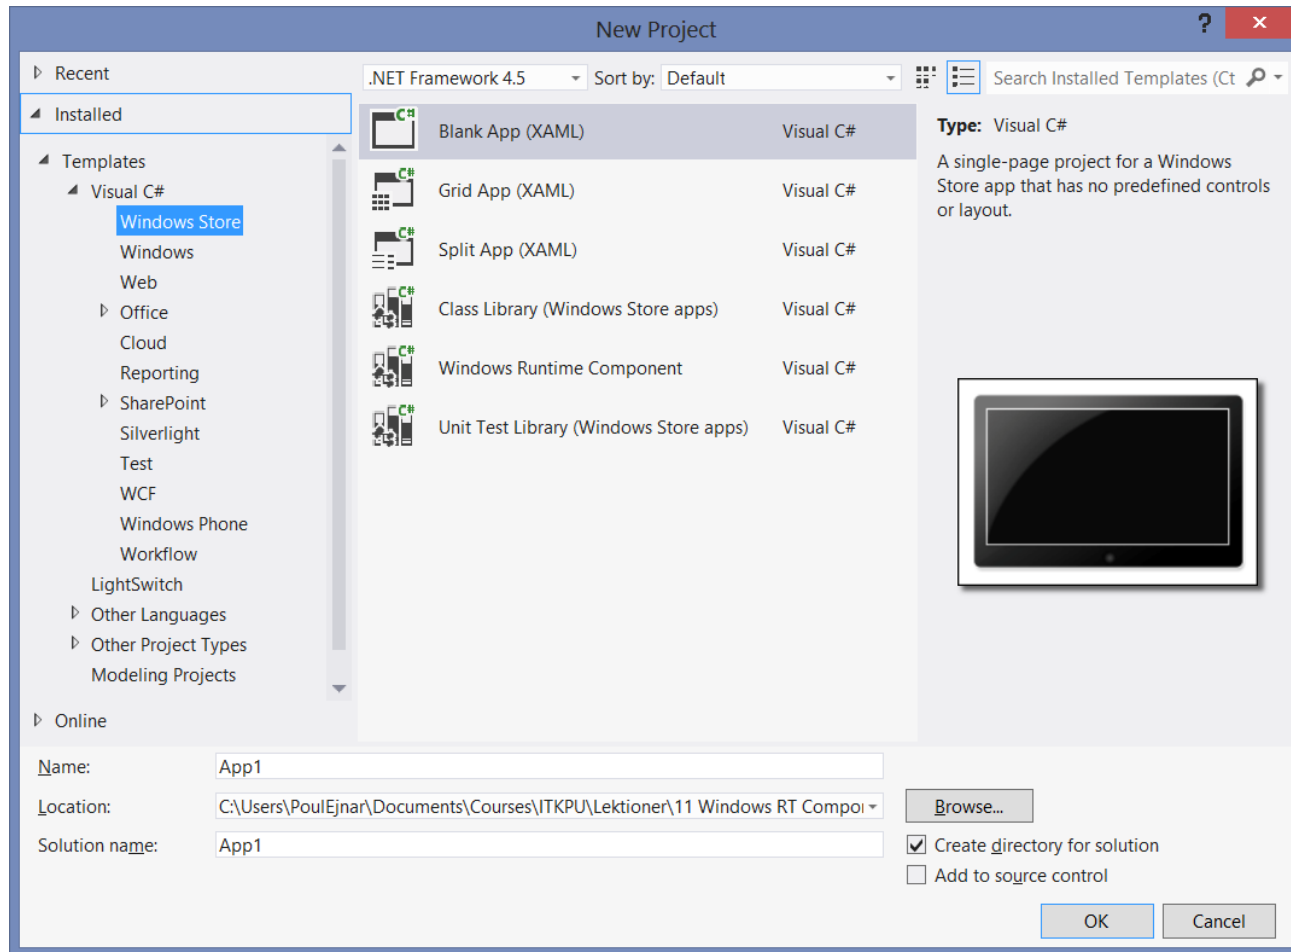 New Project
?
Recent
Installed
Templates
Visual C#
Windows Store
Windows
Web
Office
Cloud
Reporting
SharePoint
Silverlight
Test
WCF
Windows Phone
Workflow
LightSwitch
Other Languages
Other Project Types
Modeling Projects
Online
.NET Framework 4.5 Sort by: Default
Search Installed Templates (Ct
C# Blank App (XAML) Visual C#
C# Grid App (XAML) Visual C#
C# Split App (XAML) Visual C#
C# Class Library (Windows Store apps) Visual C#
C# Windows Runtime Component Visual C#
C# Unit Test Library (Windows Store apps) Visual C#
Type: Visual C#
A single-page project for a Windows
Store app that has no predefined controls
or layout.
Name: App1
Location: C:\Users\PoulEjnar\Documents\Courses\ITKPU\Lektioner\11 Windows RT Compo Browse...
Solution name: App1
Create directory for solution
Add to source control
OK Cancel